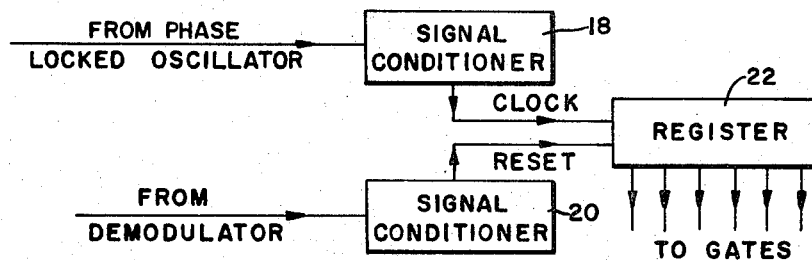 FROM PHASE
LOCKED OSCILLATOR
SIGNAL
CONDITIONER
18
CLOCK
22
REGISTER
RESET
FROM
DEMODULATOR
SIGNAL
CONDITIONER
20
TO GATES